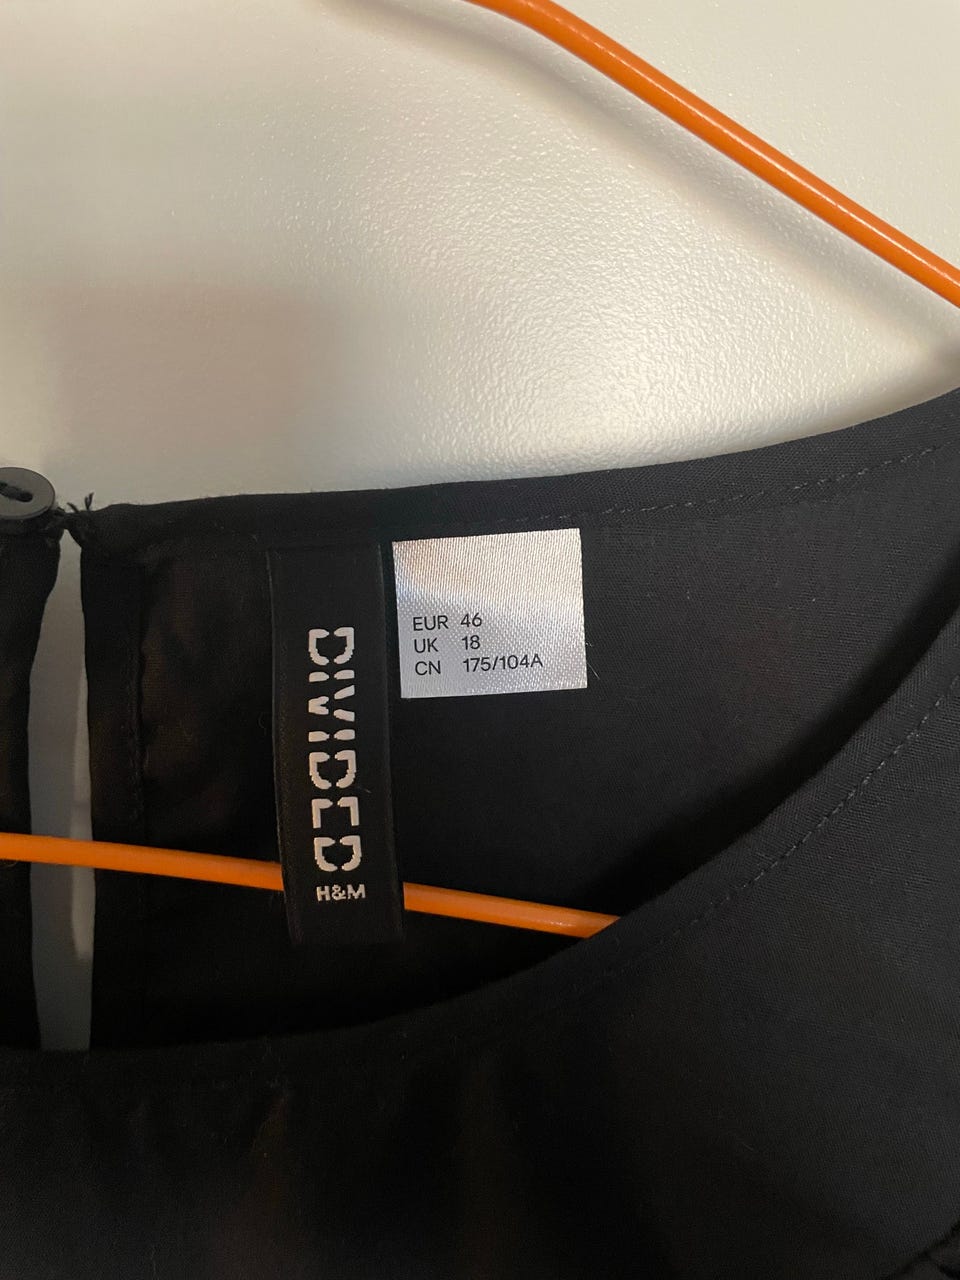 DIVIDED
H&M
EUR 46
UK 18
CN 175/104A